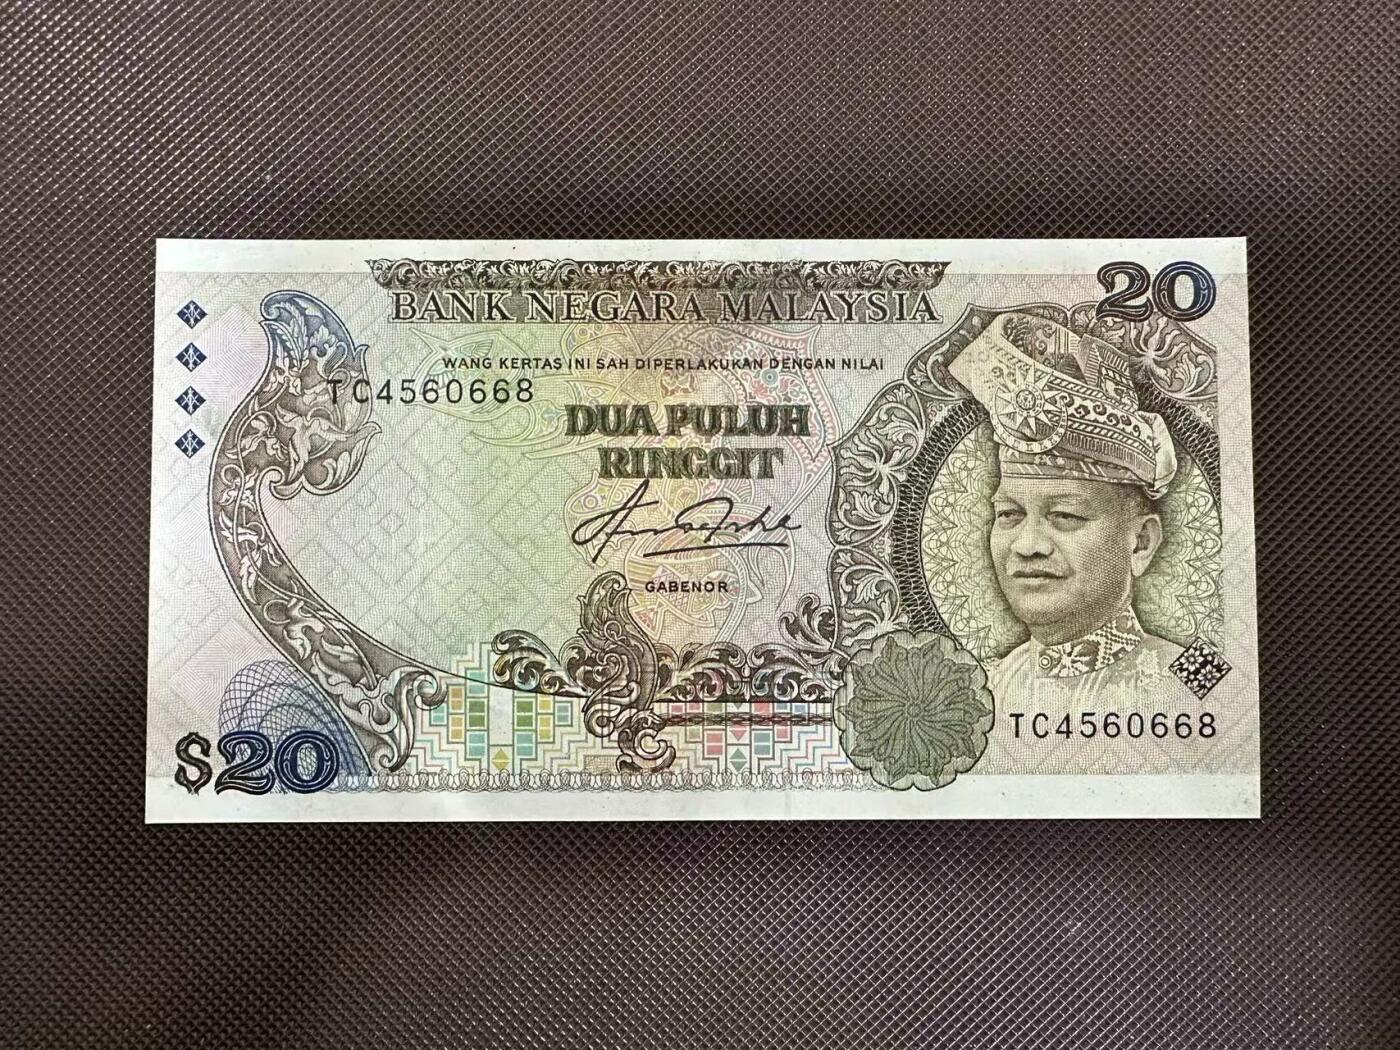 20
BANK NEGARA MALAYSIA
WANG KERTAS INI SAH DIPERLAKUKAN DENGAN NILAI
TC4560668
DUA PULUH
RINGGIT
GABENOR
TC4560668
$20